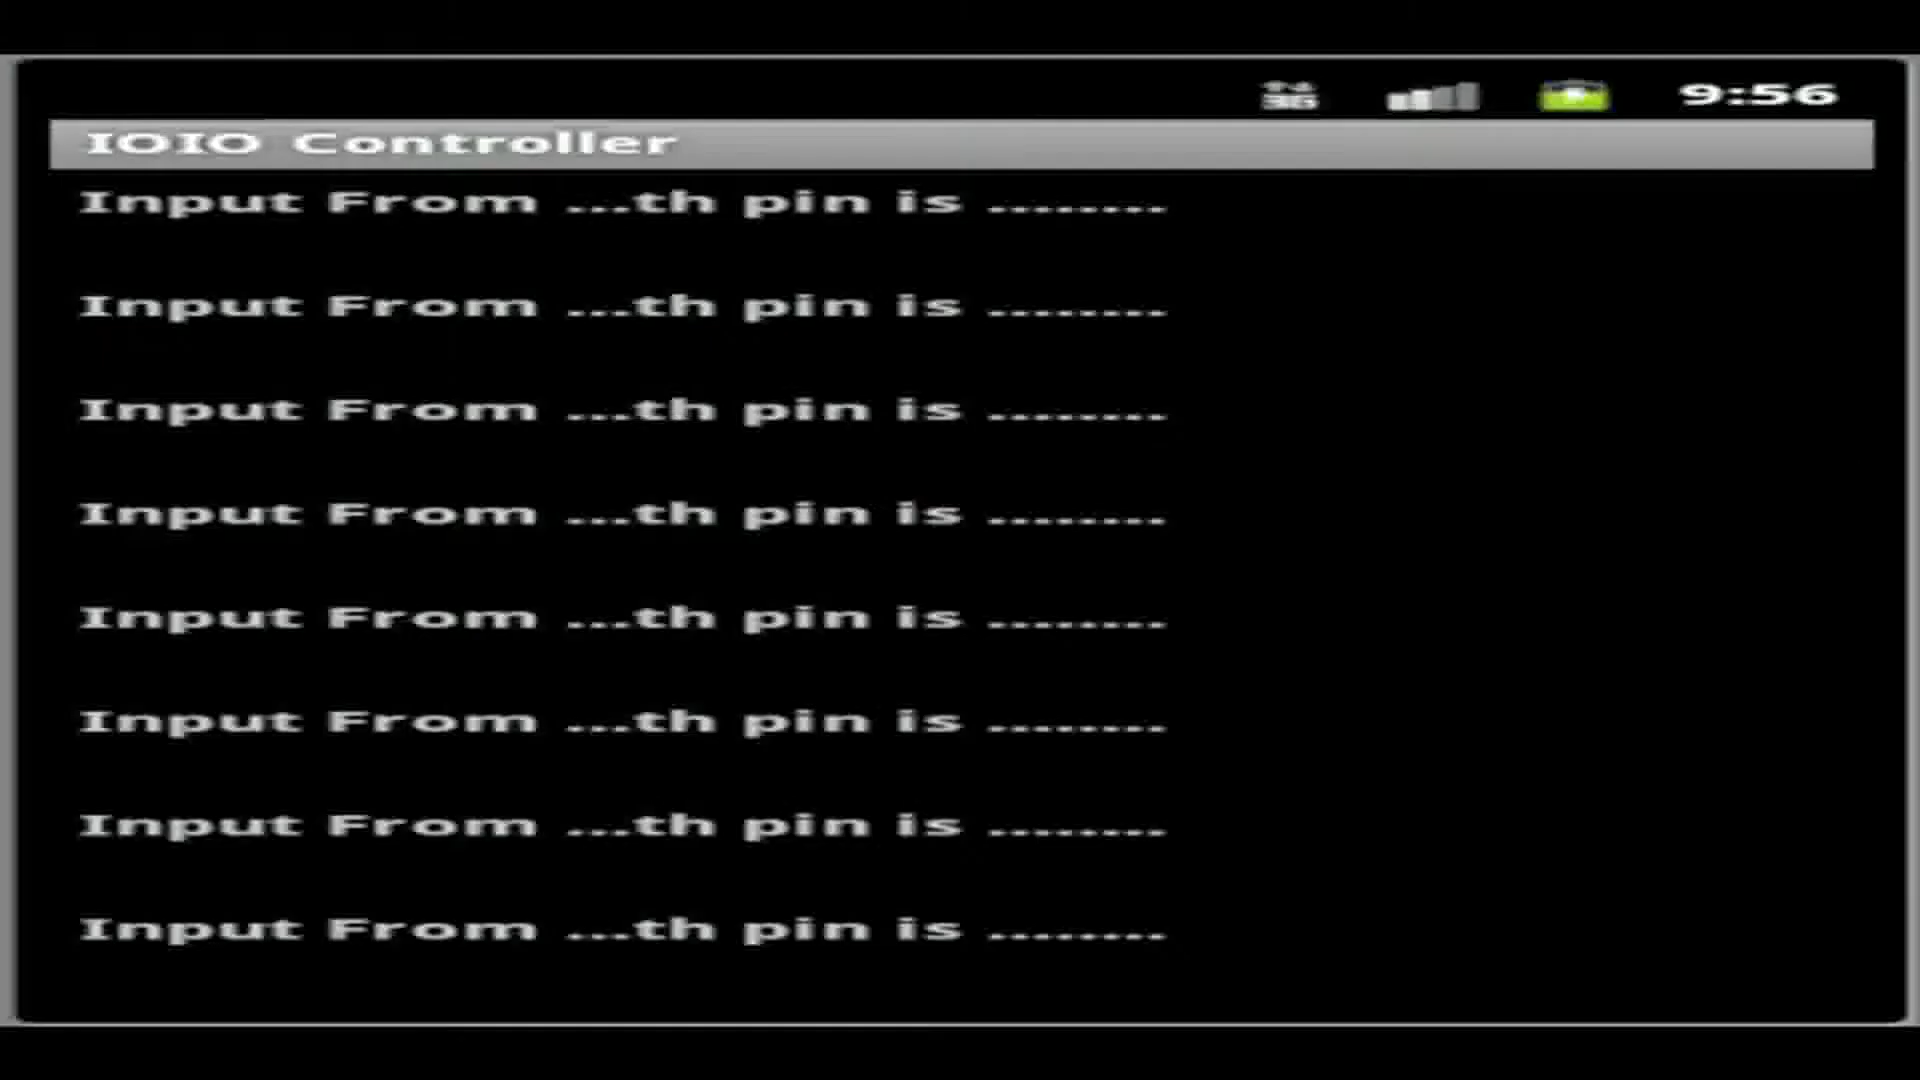 3G 9:56
IOIO Controller
Input From ...th pin is ........
Input From ...th pin is ........
Input From ...th pin is ........
Input From ...th pin is ........
Input From ...th pin is ........
Input From ...th pin is ........
Input From ...th pin is ........
Input From ...th pin is ........